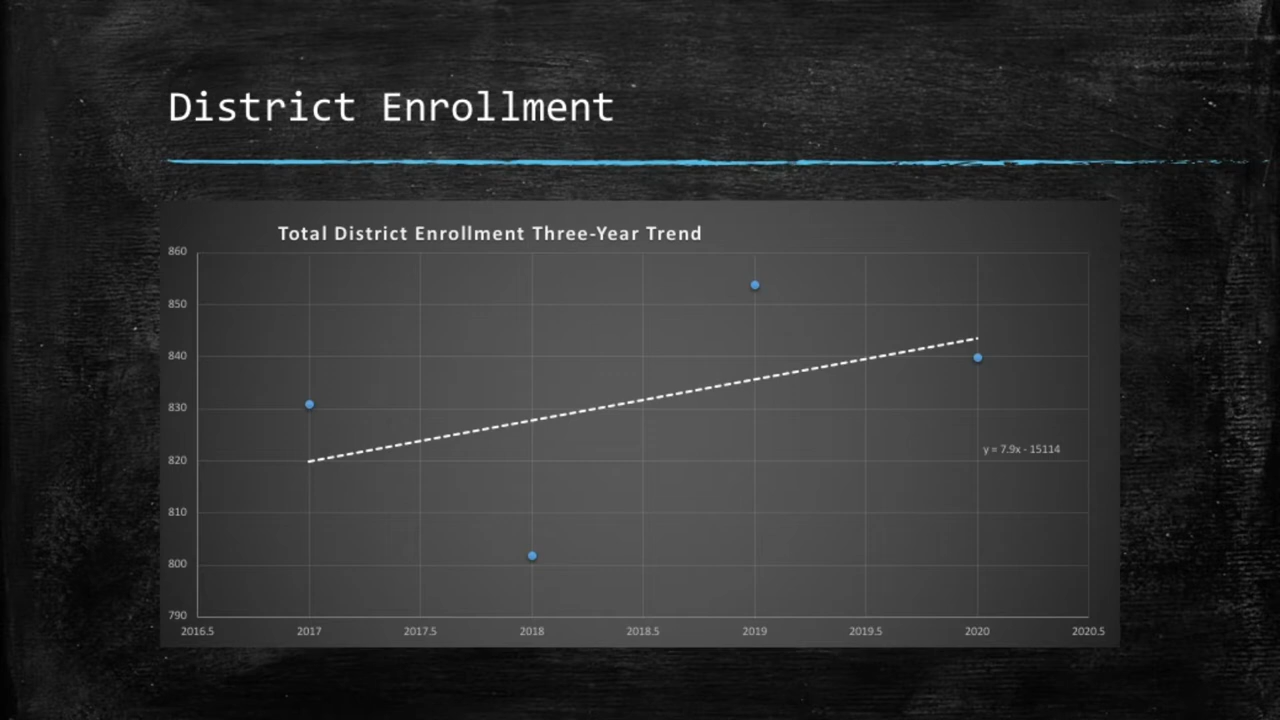 District Enrollment
Total District Enrollment Three-Year Trend
860
850
840
830
820
810
800
790
y = 7.9x - 15114
2016.5 2017 2017.5 2018 2018.5 2019 2019.5 2020 2020.5